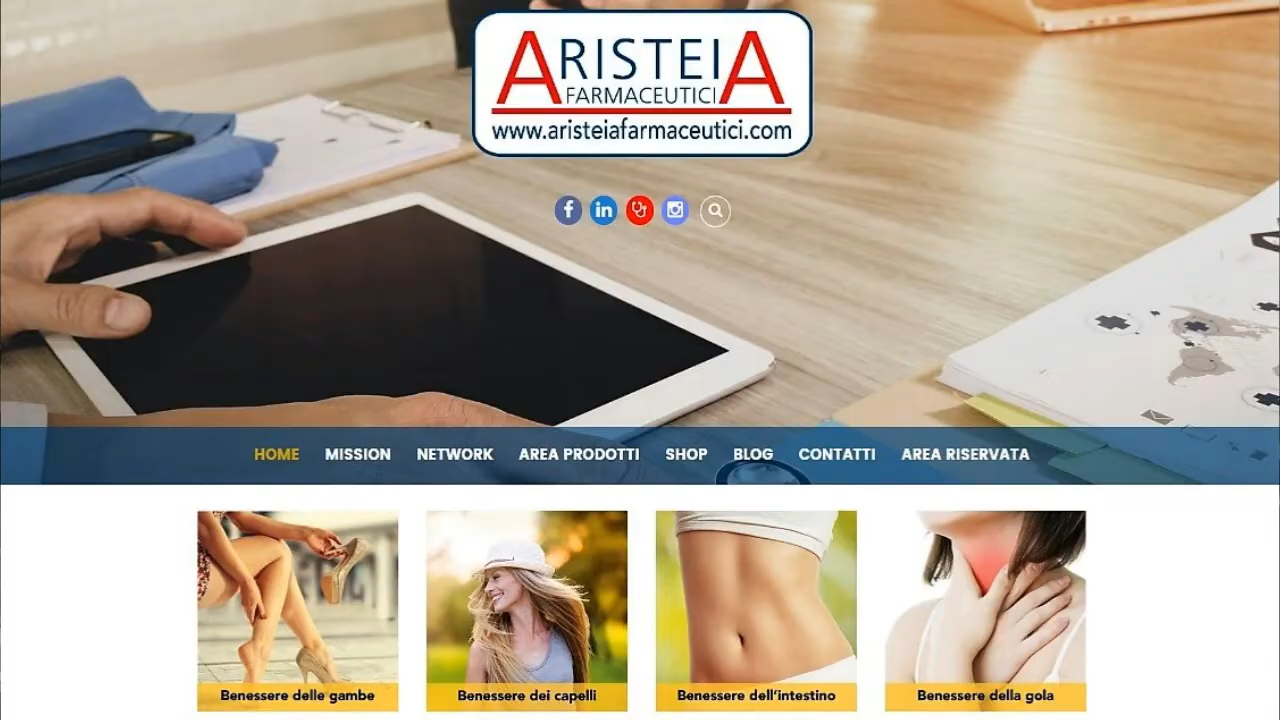 ARISTEIA
FARMACEUTICI
www.aristeiafarmaceutici.com
HOME MISSION NETWORK AREA PRODOTTI SHOP BLOG CONTATTI AREA RISERVATA
Benessere delle gambe Benessere dei capelli Benessere dell'intestino Benessere della gola